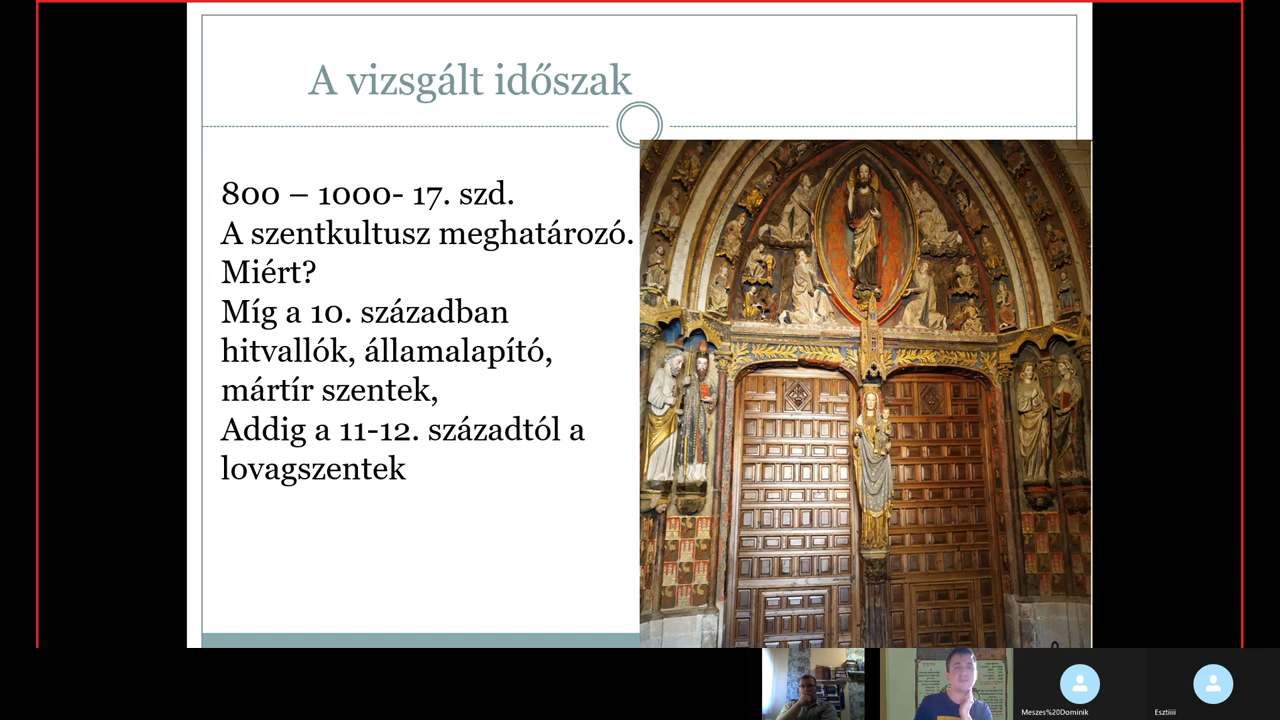 A vizsgált időszak
800 – 1000- 17. szd.
A szentkultusz meghatározó.
Miért?
Míg a 10. században
hitvallók, államalapító,
mártír szentek,
Addig a 11-12. századtól a
lovagszentek
Meszes%20Dominik
Esztiiii